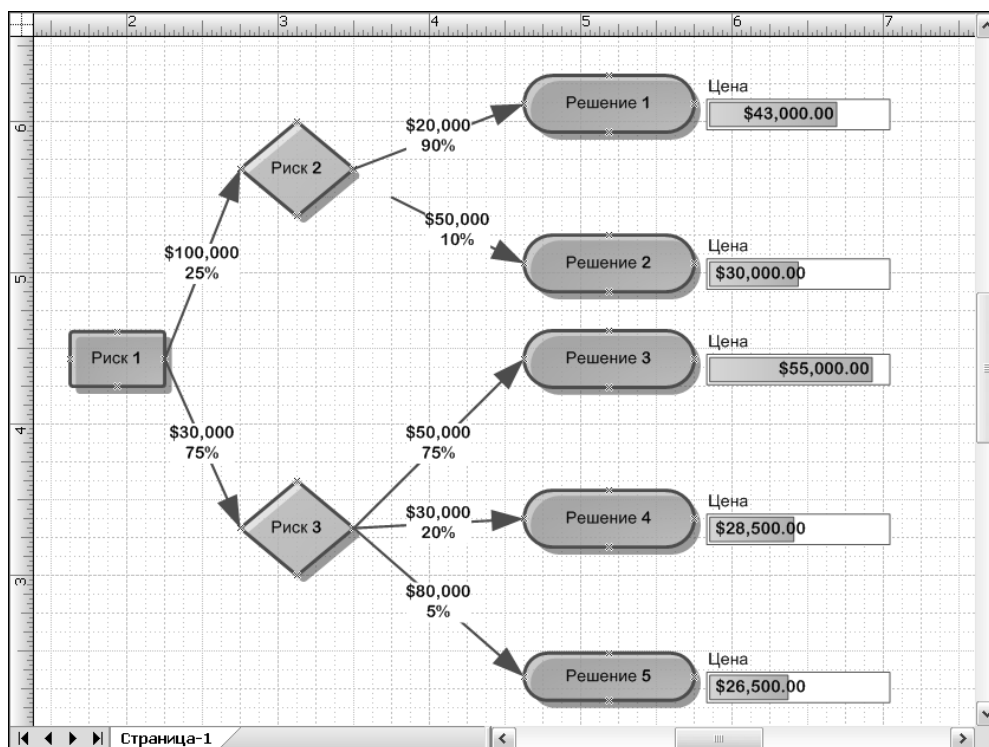 2 3 4 5 6 7
6
5
4
3
Решение 1
Цена
$43,000.00
$20,000
90%
Риск 2
$50,000
10%
$100,000
25%
Решение 2
Цена
$30,000.00
Риск 1
Решение 3
Цена
$55,000.00
$30,000
75%
$50,000
75%
Риск 3
$30,000
20%
Решение 4
Цена
$28,500.00
$80,000
5%
Решение 5
Цена
$26,500.00
Страница-1